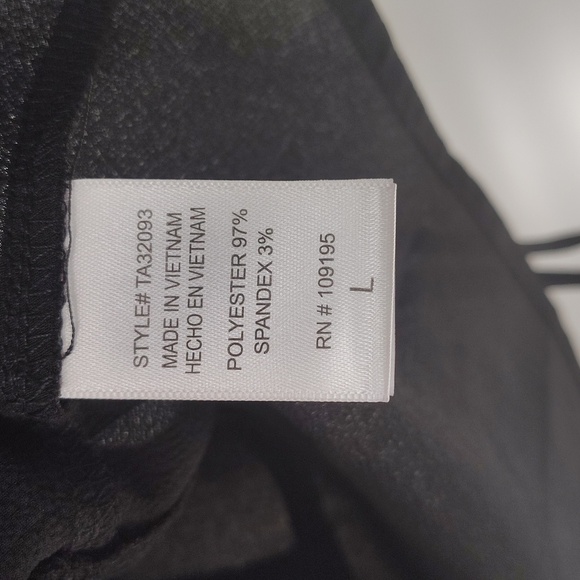 STYLE# TA32093
MADE IN VIETNAM
HECHO EN VIETNAM
POLYESTER 97%
SPANDEX 3%
RN # 109195
L